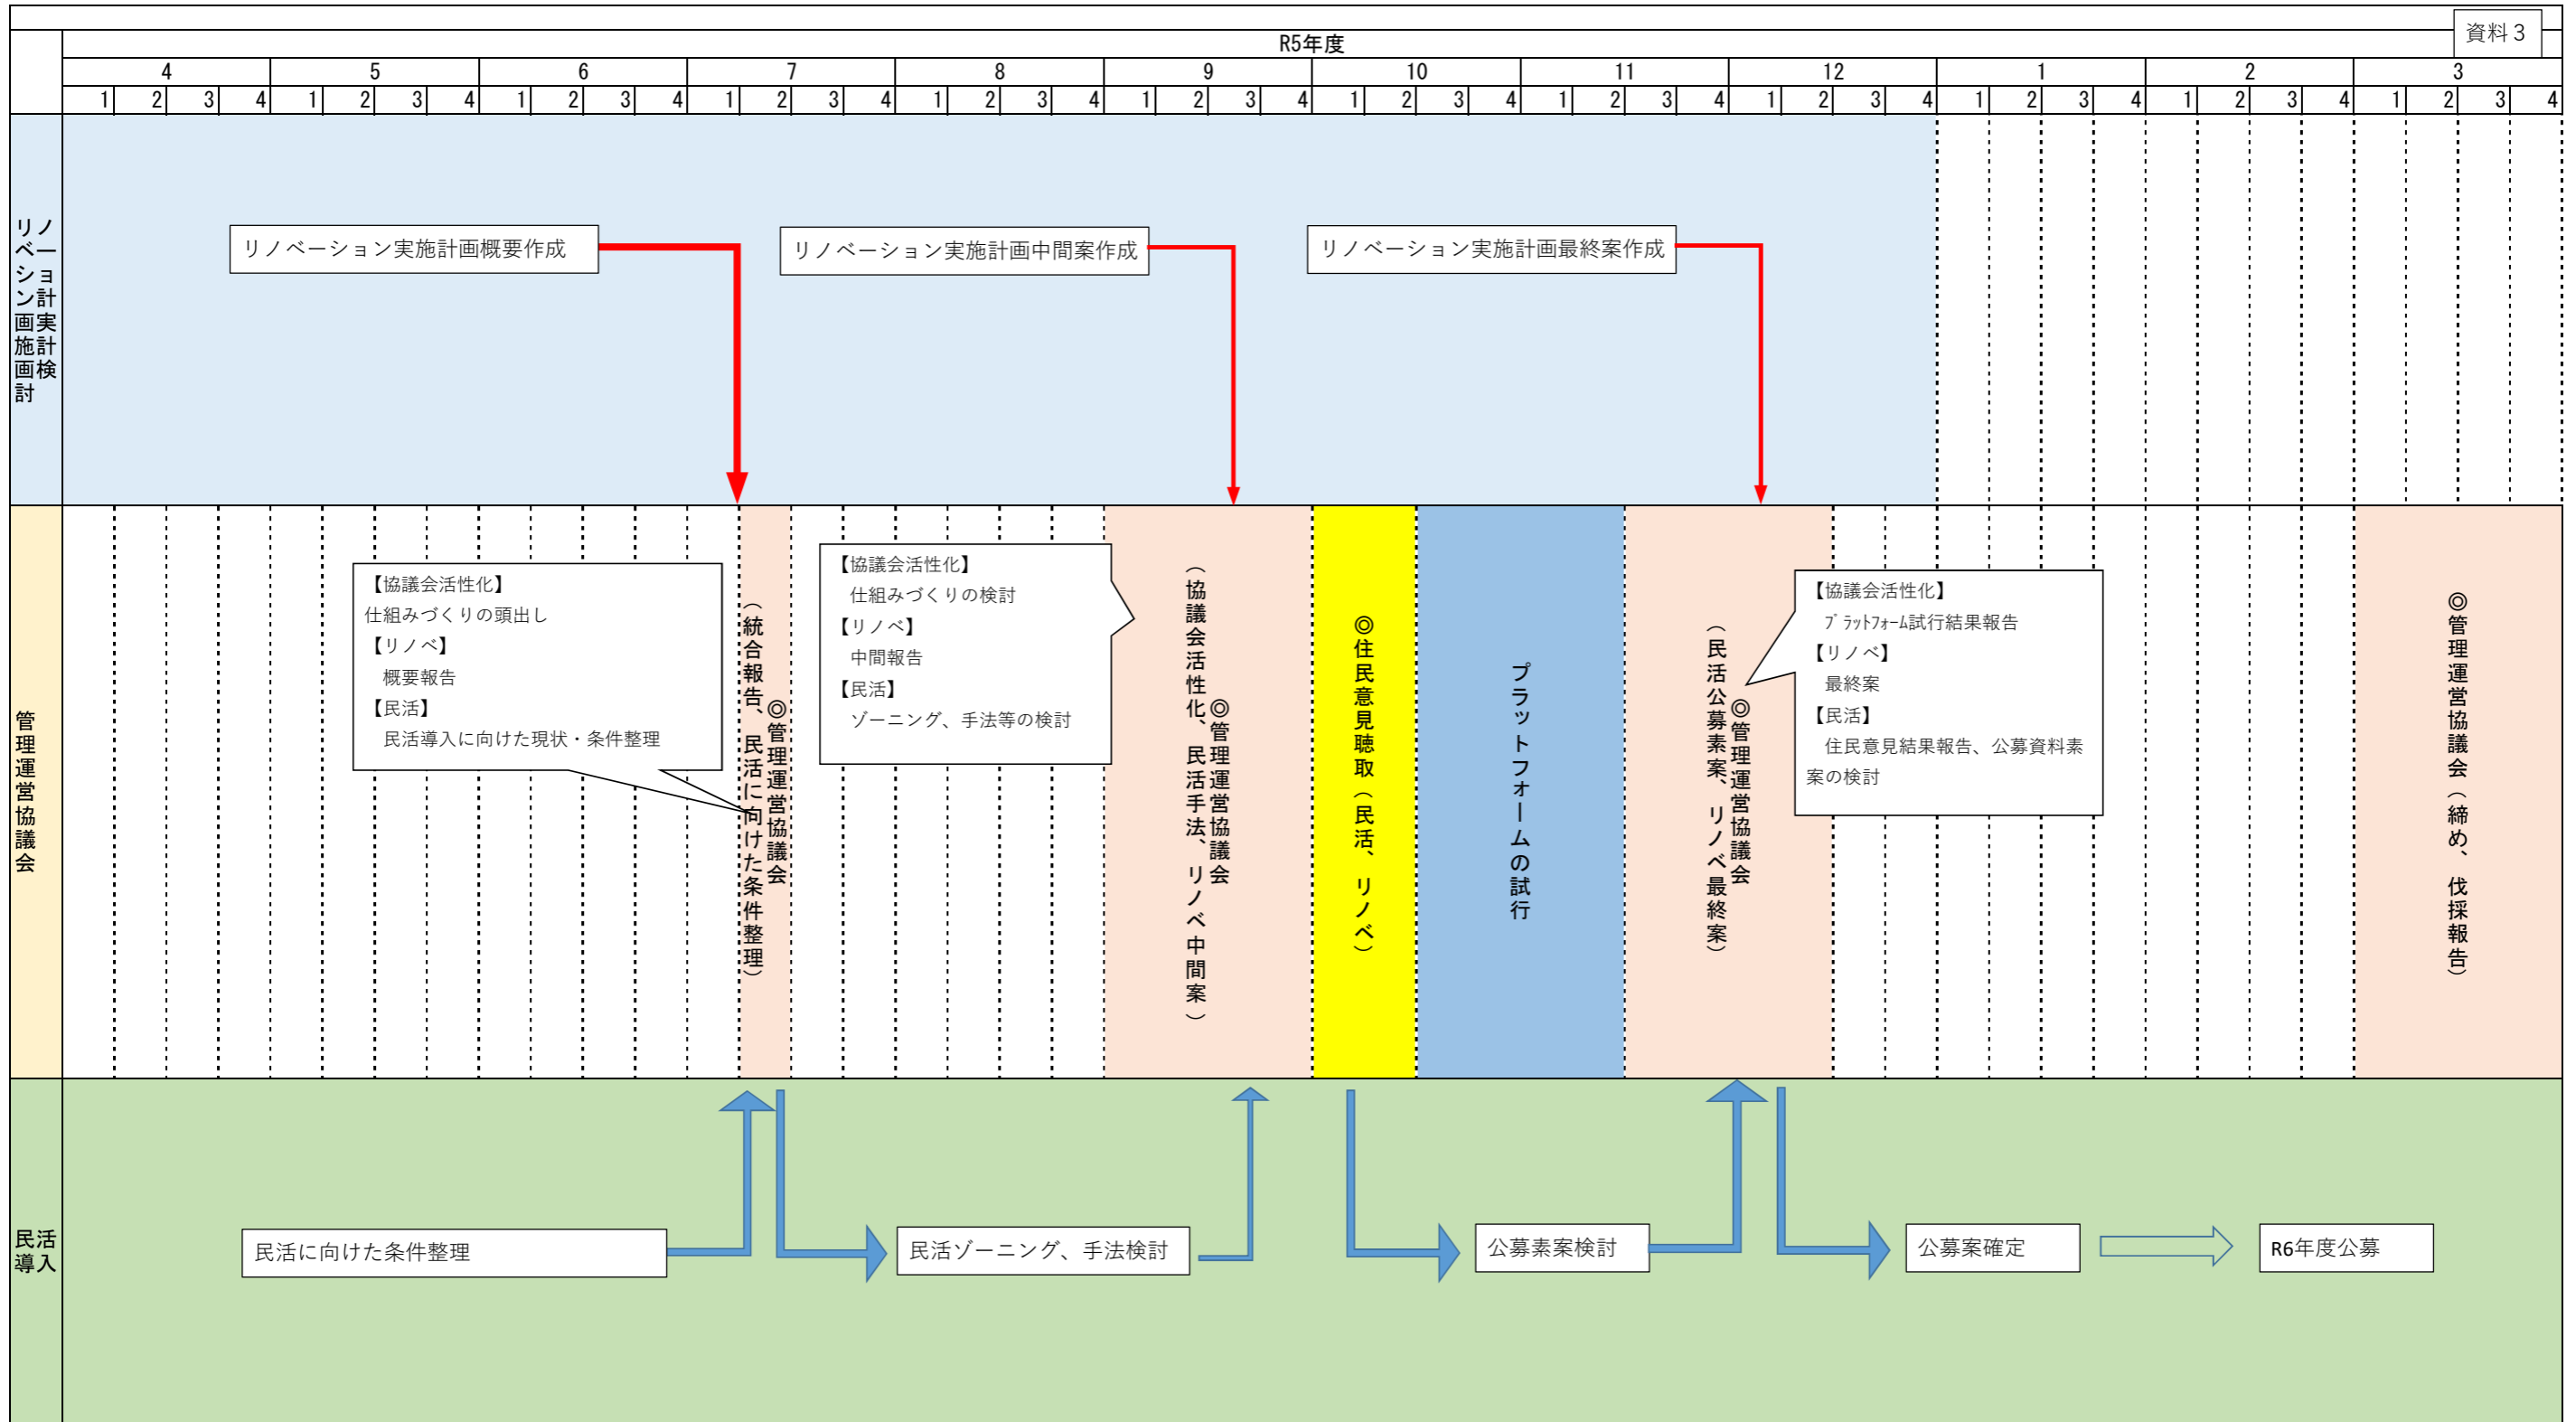 資料３
R5年度
4 5 6 7 8 9 10 11 12 1 2 3
1 2 3 4 1 2 3 4 1 2 3 4 1 2 3 4 1 2 3 4 1 2 3 4 1 2 3 4 1 2 3 4 1 2 3 4 1 2 3 4 1 2 3 4 1 2 3 4
リノベーション計画実施計画検討
リノベーション実施計画概要作成
リノベーション実施計画中間案作成
リノベーション実施計画最終案作成
管理運営協議会
【協議会活性化】
仕組みづくりの頭出し
【リノベ】
概要報告
【民活】
民活導入に向けた現状・条件整理
◎管理運営協議会
（統合報告、民活に向けた条件整理）
【協議会活性化】
仕組みづくりの検討
【リノベ】
中間報告
【民活】
ゾーニング、手法等の検討
◎管理運営協議会
（協議会活性化、民活手法、リノベ中間案）
◎住民意見聴取（民活、リノベ）
プラットフォームの試行
◎管理運営協議会
（民活公募素案、リノベ最終案）
【協議会活性化】
ﾌﾟﾗｯﾄﾌｫｰﾑ試行結果報告
【リノベ】
最終案
【民活】
住民意見結果報告、公募資料素
案の検討
◎管理運営協議会（締め、伐採報告）
民活
導入
民活に向けた条件整理
民活ゾーニング、手法検討
公募素案検討
公募案確定
R6年度公募